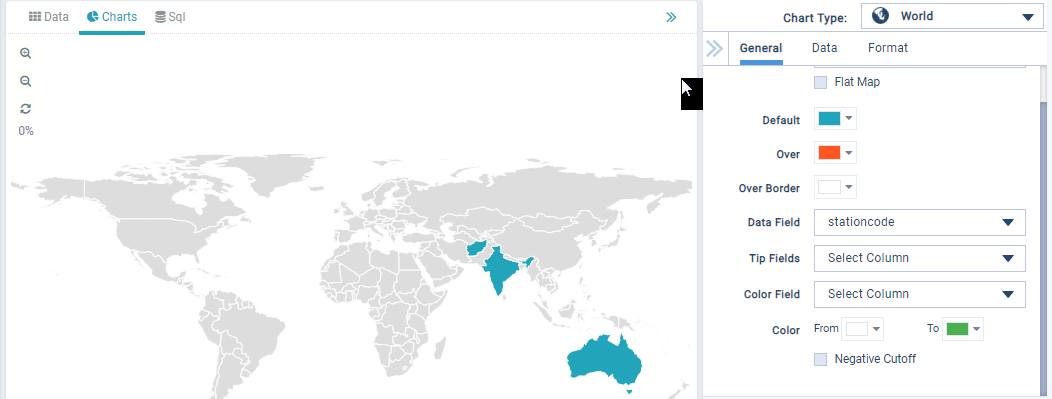 Data Charts Sql
0%
Chart Type: World
General Data Format
Flat Map
Default
Over
Over Border
Data Field stationcode
Tip Fields Select Column
Color Field Select Column
Color From To
Negative Cutoff